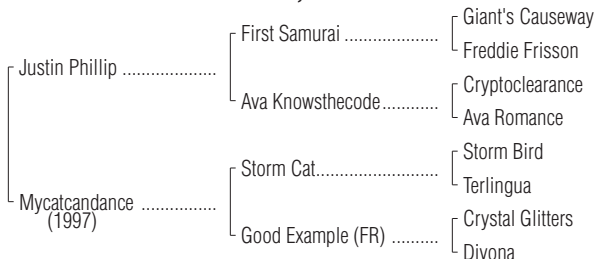 Giant's Causeway
First Samurai ...................
Freddie Frisson
Justin Phillip ...................
Cryptoclearance
Ava Knowsthecode...........
Ava Romance
Storm Bird
Storm Cat.........................
Terlingua
Mycatcandance ...............
(1997)
Crystal Glitters
Good Example (FR) ..........
Divona